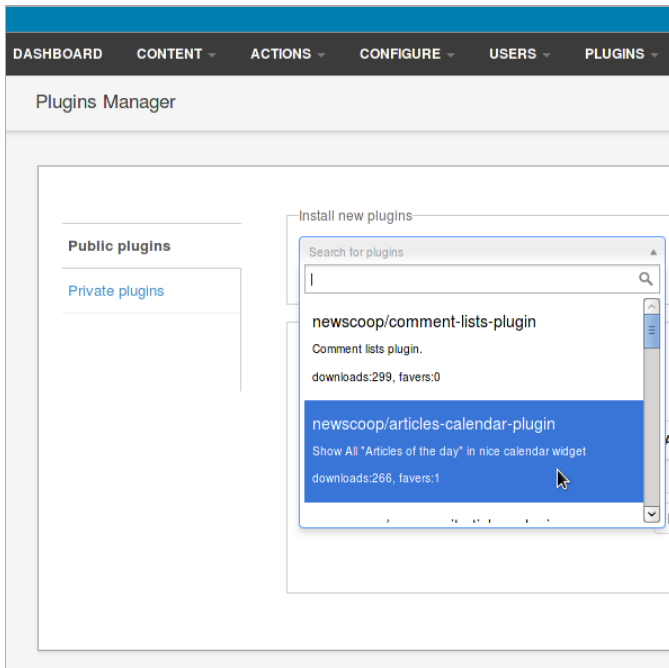 DASHBOARD CONTENT ACTIONS CONFIGURE USERS PLUGINS
Plugins Manager
Install new plugins
Public plugins
Private plugins
Search for plugins
newscoop/comment-lists-plugin
Comment lists plugin.
downloads:299, favers:0
newscoop/articles-calendar-plugin
Show All "Articles of the day" in nice calendar widget
downloads:266, favers:1